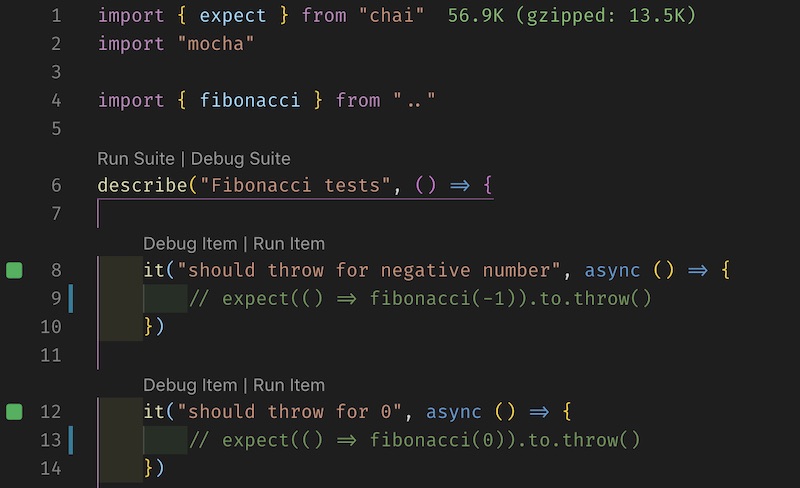 1 import { expect } from "chai" 56.9K (gzipped: 13.5K)
2 import "mocha"
3
4 import { fibonacci } from ".."
5
Run Suite | Debug Suite
6 describe("Fibonacci tests", () => {
7
Debug Item | Run Item
8 it("should throw for negative number", async () => {
9 // expect(() => fibonacci(-1)).to.throw()
10 })
11
Debug Item | Run Item
12 it("should throw for 0", async () => {
13 // expect(() => fibonacci(0)).to.throw()
14 })